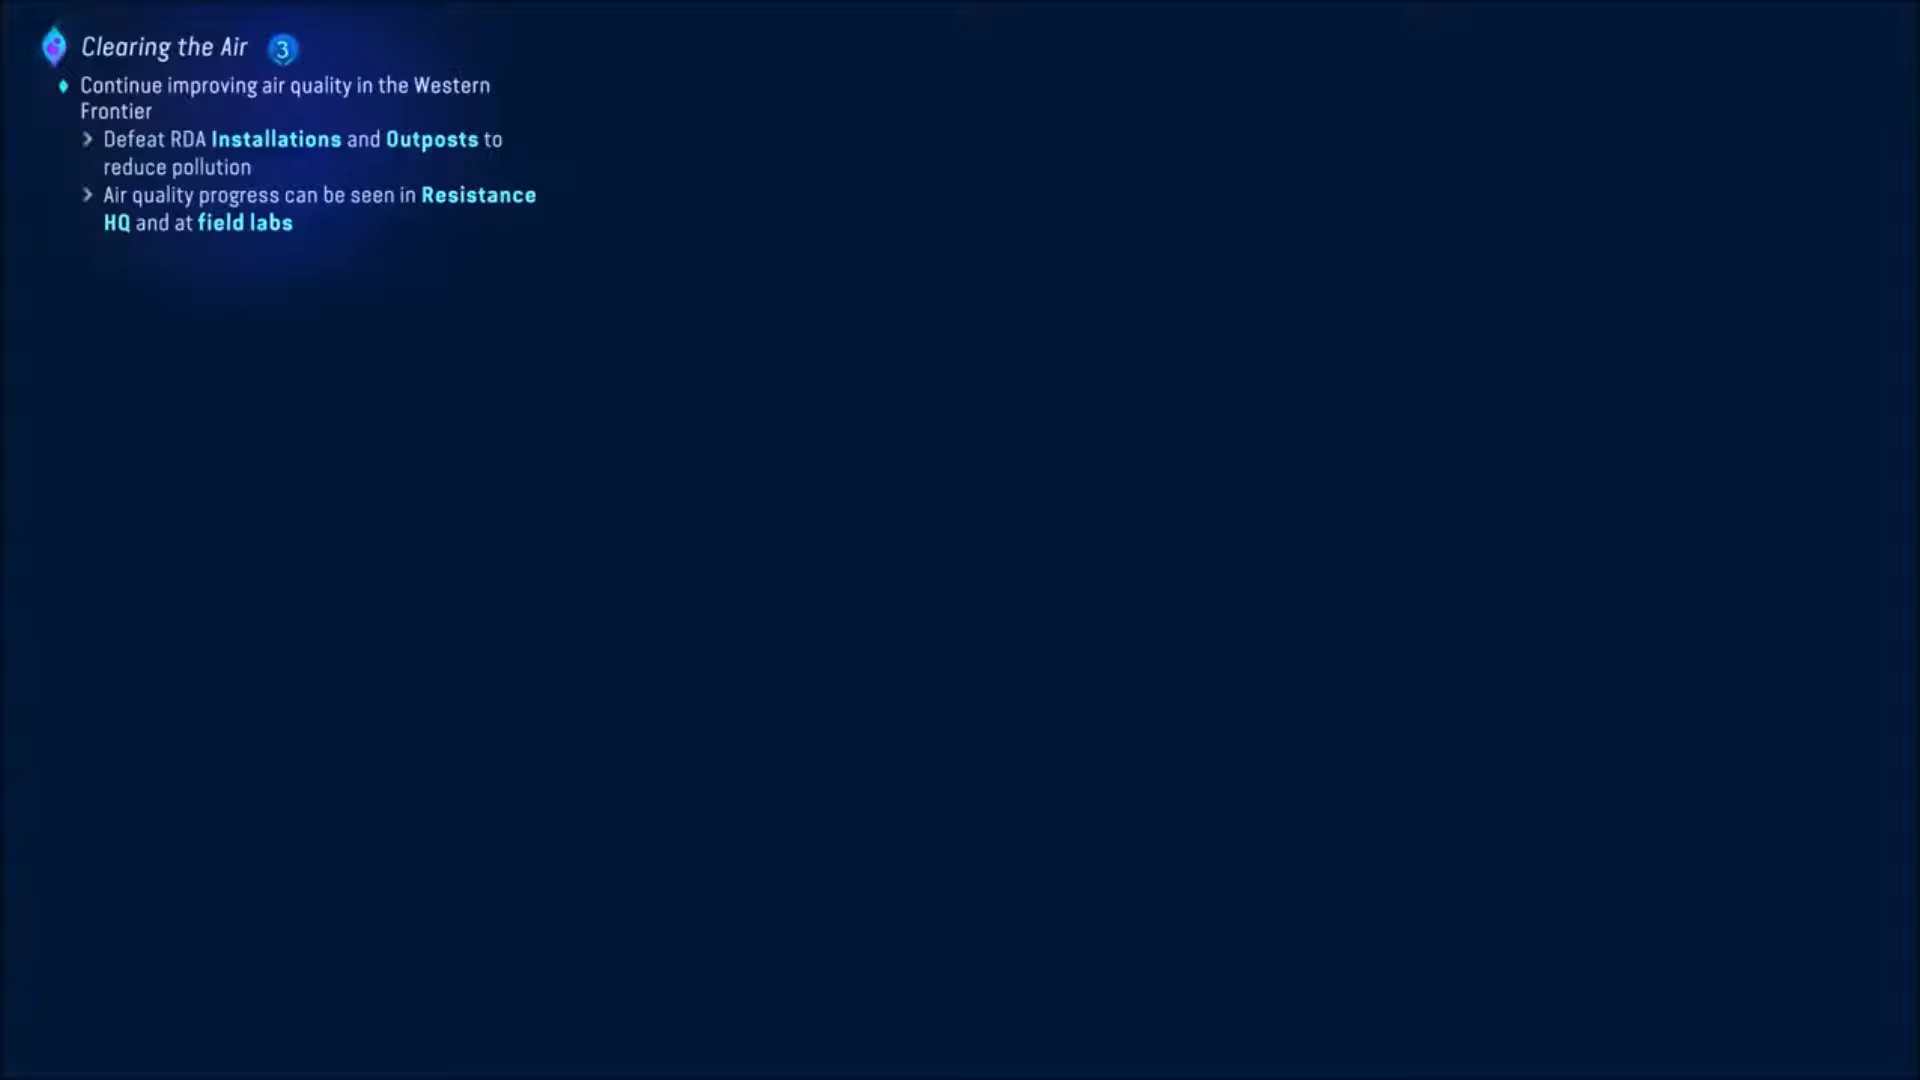 Clearing the Air 3
Continue improving air quality in the Western
Frontier
Defeat RDA Installations and Outposts to
reduce pollution
Air quality progress can be seen in Resistance
HQ and at field labs